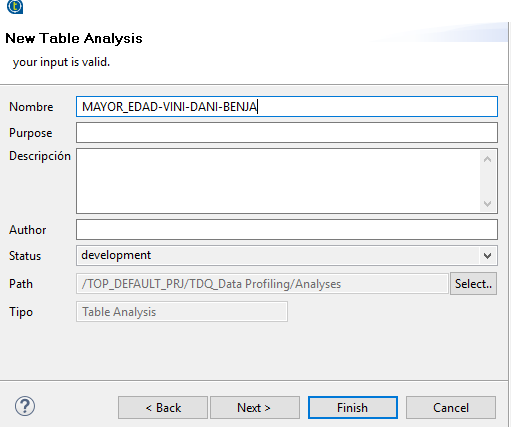 New Table Analysis
your input is valid.
Nombre MAYOR_EDAD-VINI-DANI-BENJA
Purpose
Descripción
Author
Status development
Path /TOP_DEFAULT_PRJ/TDQ_Data Profiling/Analyses Select..
Tipo Table Analysis
? < Back Next > Finish Cancel